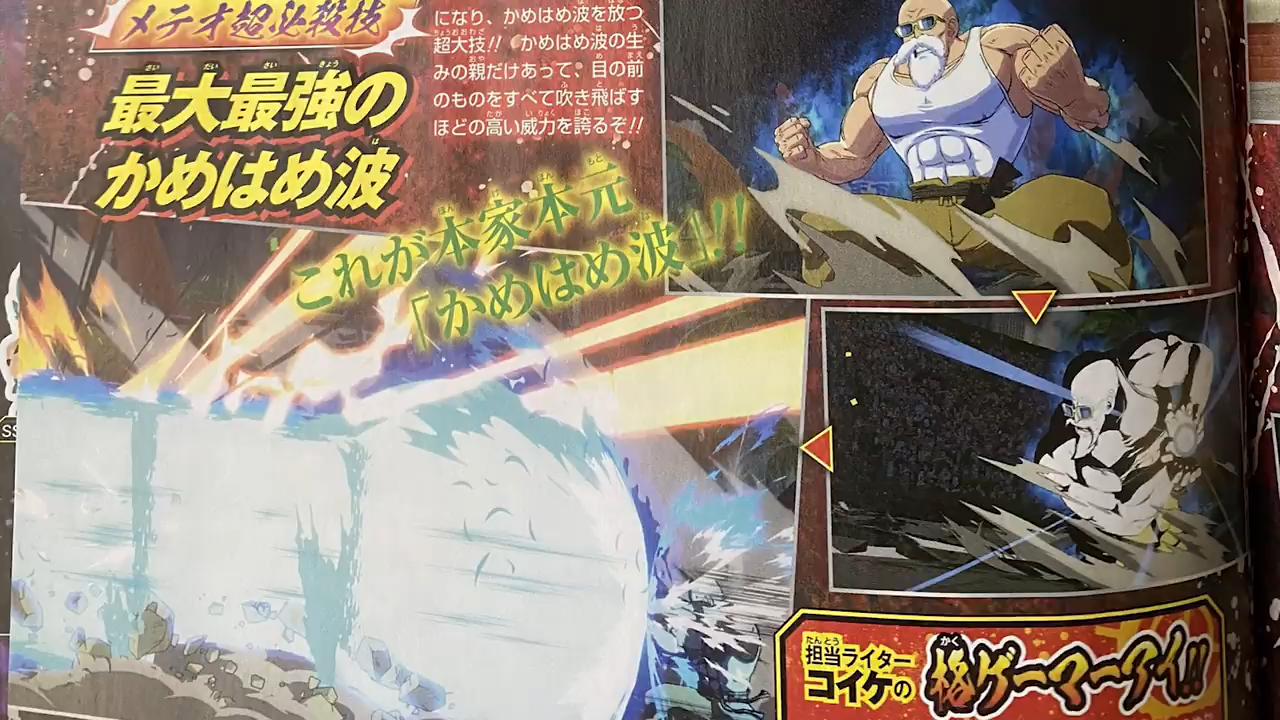 メテオ超必殺技
最大最強の
かめはめ波
になり、かめはめ波を放つ
超大技!! かめはめ波の生
みの親だけあって、目の前
のものをすべて吹き飛ばす
ほどの高い威力を誇るぞ!!
これが本家本元
「かめはめ波」!!
SS
担当ライター
コイケの
格ゲーマーアイ!!